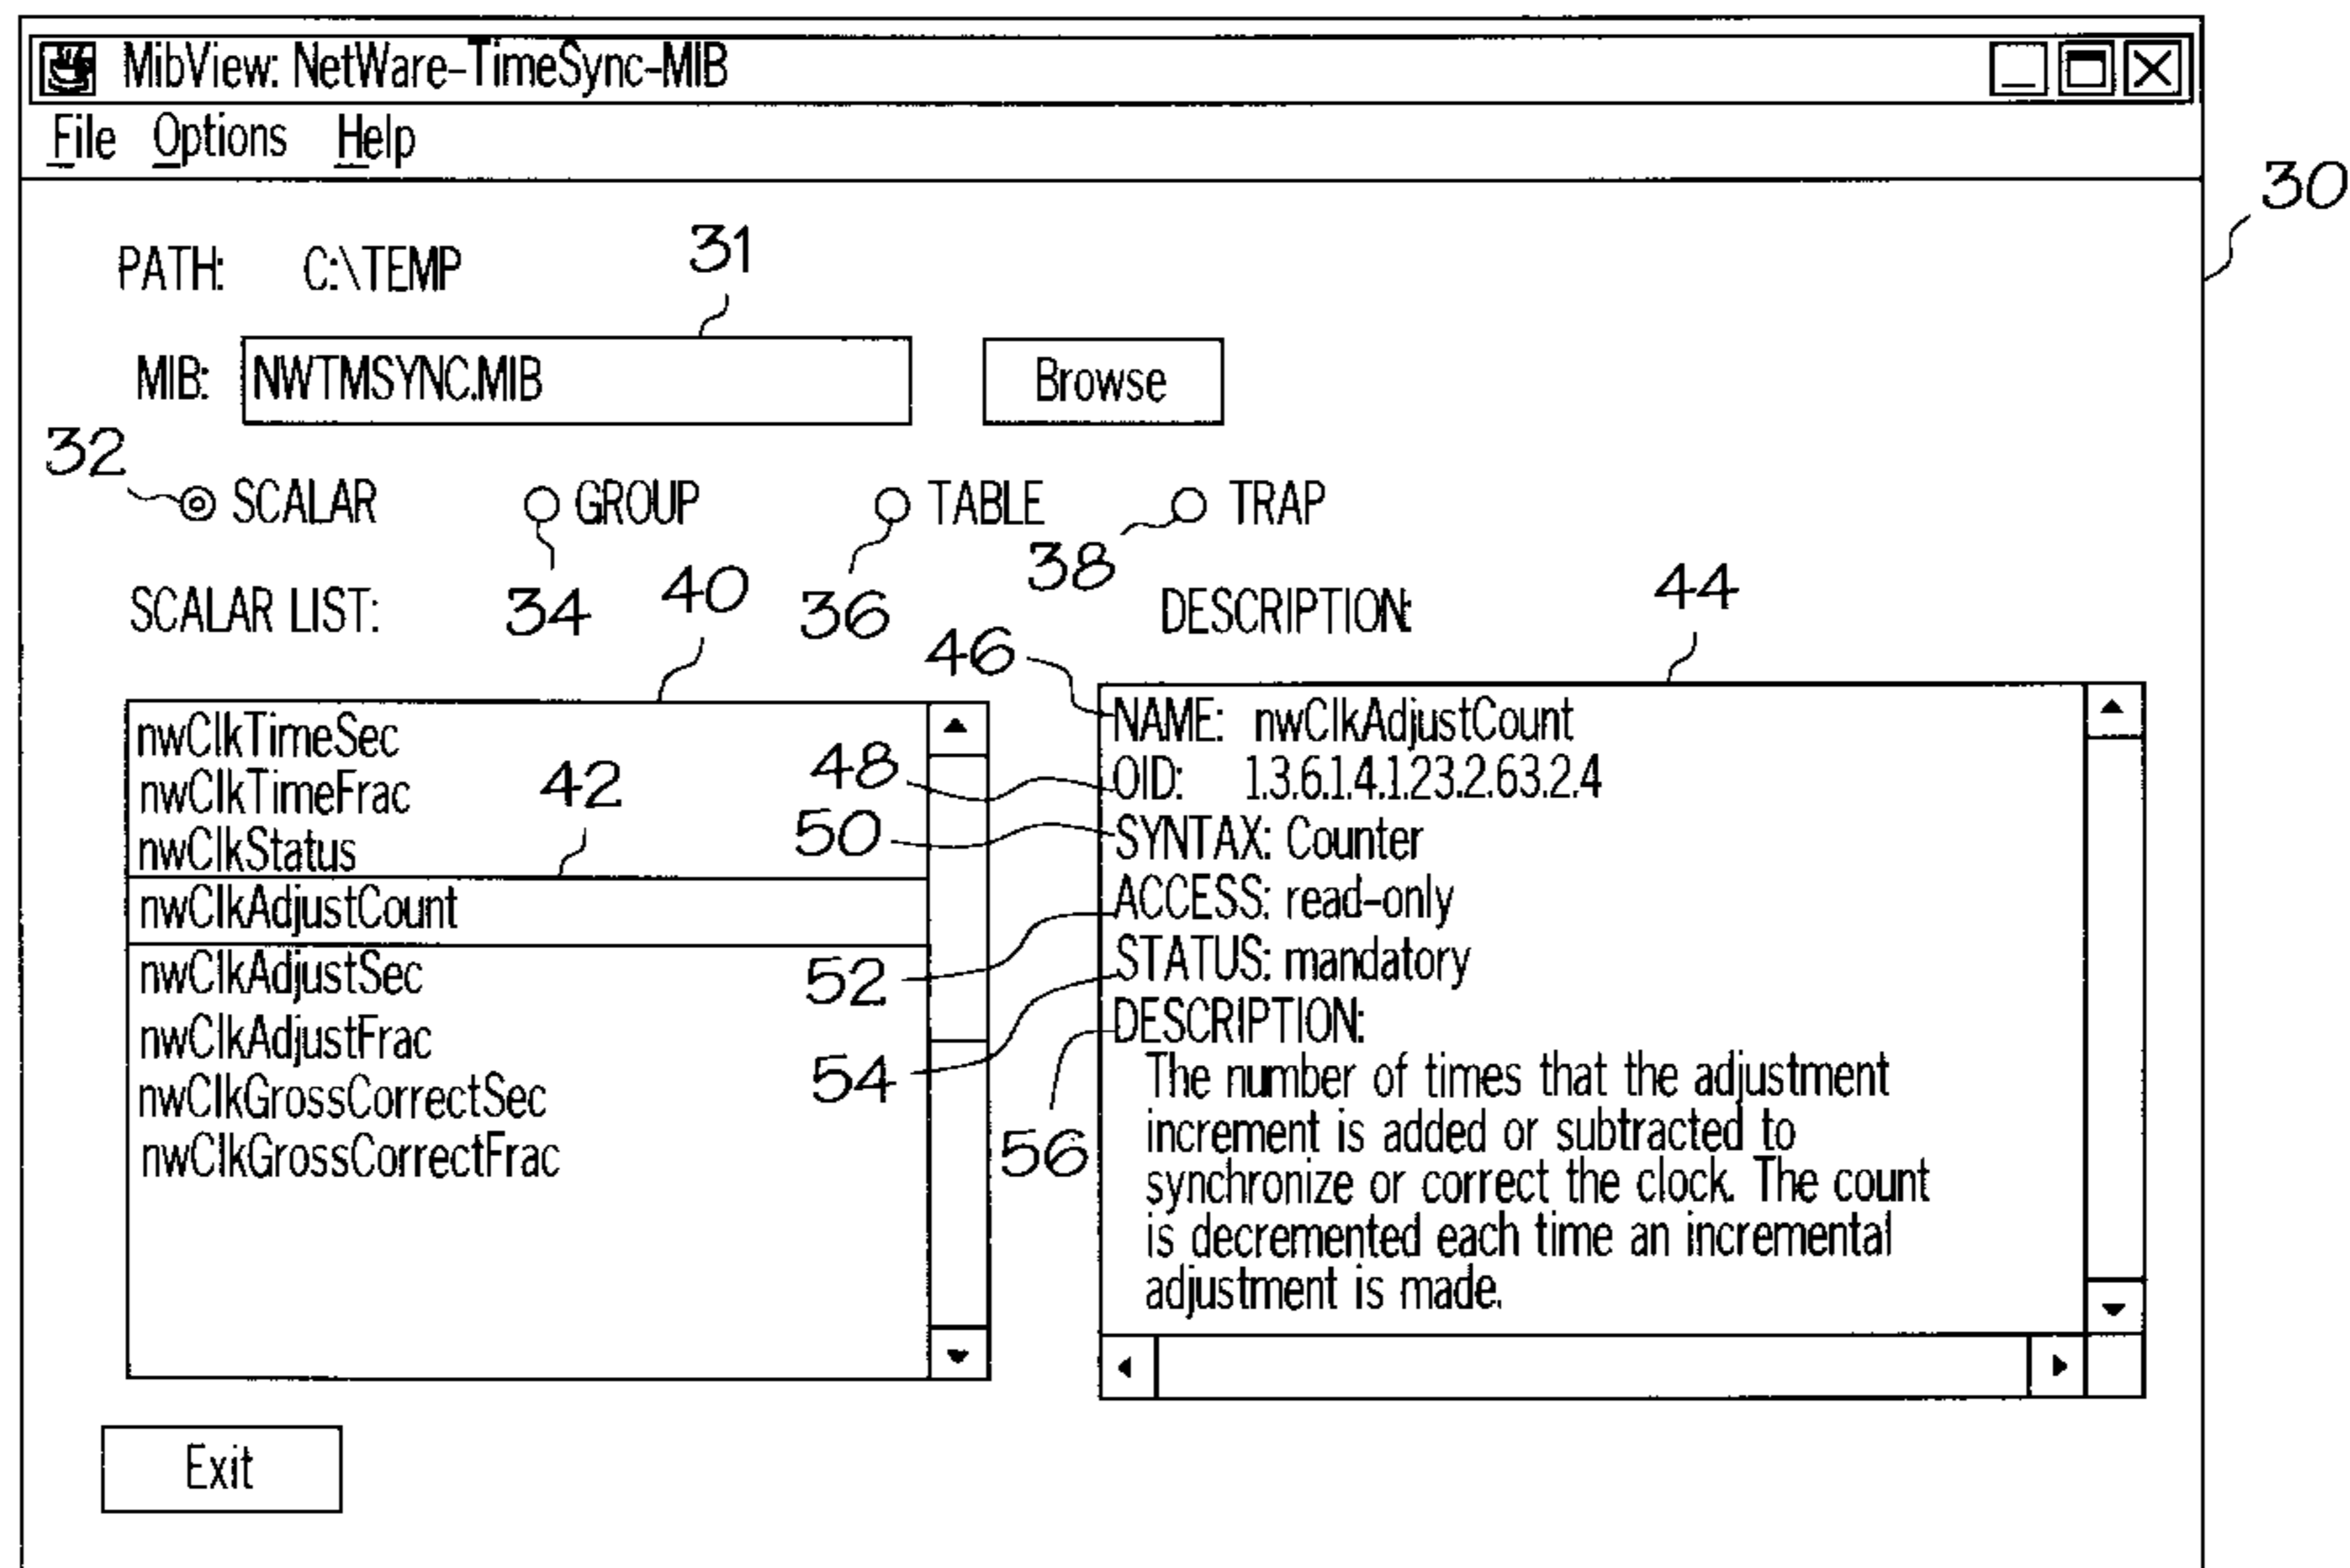 MibView: NetWare-TimeSync-MIB
File Options Help
30
PATH: C:\TEMP
31
MIB: NWTMSYNC.MIB Browse
32
SCALAR GROUP TABLE TRAP
34 36 38
SCALAR LIST: 40 DESCRIPTION: 44
nwClkTimeSec
nwClkTimeFrac
nwClkStatus
42
nwClkAdjustCount
nwClkAdjustSec
nwClkAdjustFrac
nwClkGrossCorrectSec
nwClkGrossCorrectFrac
46 NAME: nwClkAdjustCount
48 OID: 1.3.6.1.4.1.23.2.63.2.4
50 SYNTAX: Counter
52 ACCESS: read-only
54 STATUS: mandatory
56 DESCRIPTION:
The number of times that the adjustment
increment is added or subtracted to
synchronize or correct the clock. The count
is decremented each time an incremental
adjustment is made.
Exit